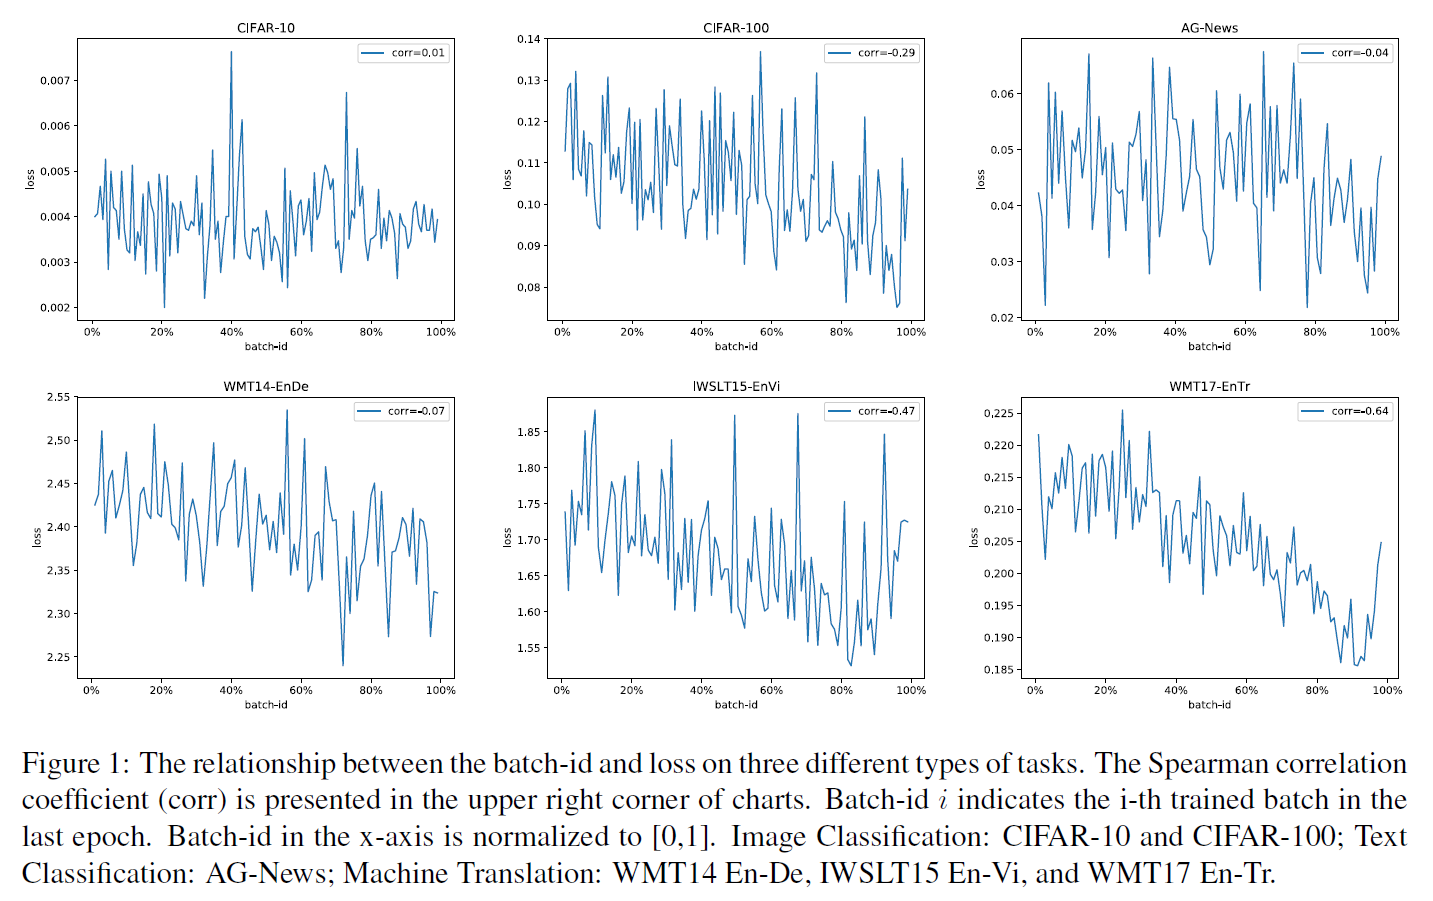 CIFAR-10
corr=0.01
0.007
0.006
0.005
0.004
0.003
0.002
loss
0% 20% 40% 60% 80% 100%
batch-id
CIFAR-100
corr=-0.29
0.14
0.13
0.12
0.11
0.10
0.09
0.08
loss
0% 20% 40% 60% 80% 100%
batch-id
AG-News
corr=-0.04
0.06
0.05
0.04
0.03
0.02
loss
0% 20% 40% 60% 80% 100%
batch-id
WMT14-EnDe
corr=-0.07
2.55
2.50
2.45
2.40
2.35
2.30
2.25
loss
0% 20% 40% 60% 80% 100%
batch-id
IWSLT15-EnVi
corr=-0.47
1.85
1.80
1.75
1.70
1.65
1.60
1.55
loss
0% 20% 40% 60% 80% 100%
batch-id
WMT17-EnTr
corr=-0.64
0.225
0.220
0.215
0.210
0.205
0.200
0.195
0.190
0.185
loss
0% 20% 40% 60% 80% 100%
batch-id
Figure 1: The relationship between the batch-id and loss on three different types of tasks. The Spearman correlation
coefficient (corr) is presented in the upper right corner of charts. Batch-id i indicates the i-th trained batch in the
last epoch. Batch-id in the x-axis is normalized to [0,1]. Image Classification: CIFAR-10 and CIFAR-100; Text
Classification: AG-News; Machine Translation: WMT14 En-De, IWSLT15 En-Vi, and WMT17 En-Tr.